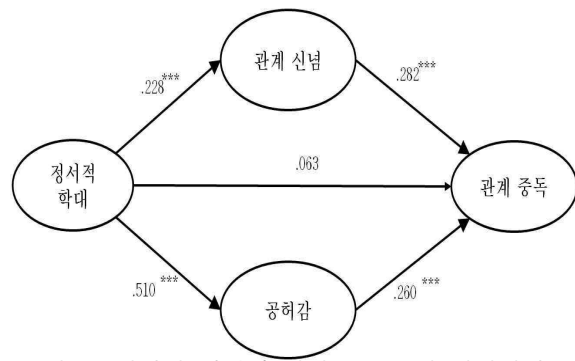 관계 신념
.228***
.282***
정서적
학대
.063
관계 중독
.510 ***
.260 ***
공허감